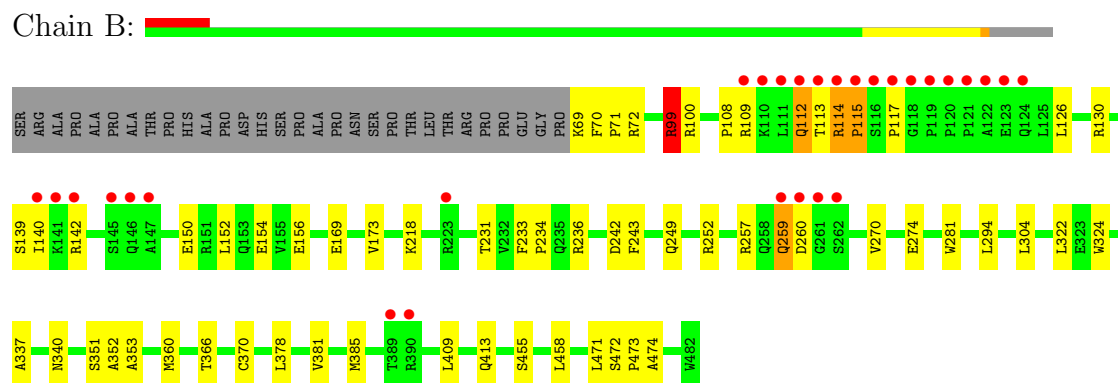 Chain B:
SER ARG ALA PRO ALA PRO ALA THR PRO HIS ALA PRO ASP HIS SER PRO ALA PRO ASN SER PRO THR LEU THR ARG PRO PRO GLU GLY PRO K69 F70 P71 R72 R99 R100 P108 R109 K110 L111 Q112 T113 R114 P115 S116 P117 G118 P119 P120 P121 A122 E123 Q124 L125 L126 R130
S139 I140 K141 R142 S145 Q146 A147 E150 R151 L152 Q153 E154 V155 E156 E169 V173 K218 R223 T231 V232 F233 P234 Q235 R236 D242 F243 Q249 R252 R257 Q258 Q259 D260 G261 S262 V270 E274 W281 L294 L304 L322 E323 W324
A337 N340 S351 A352 A353 M360 T366 C370 L378 V381 M385 T389 R390 L409 Q413 S455 L458 L471 S472 P473 A474 W482